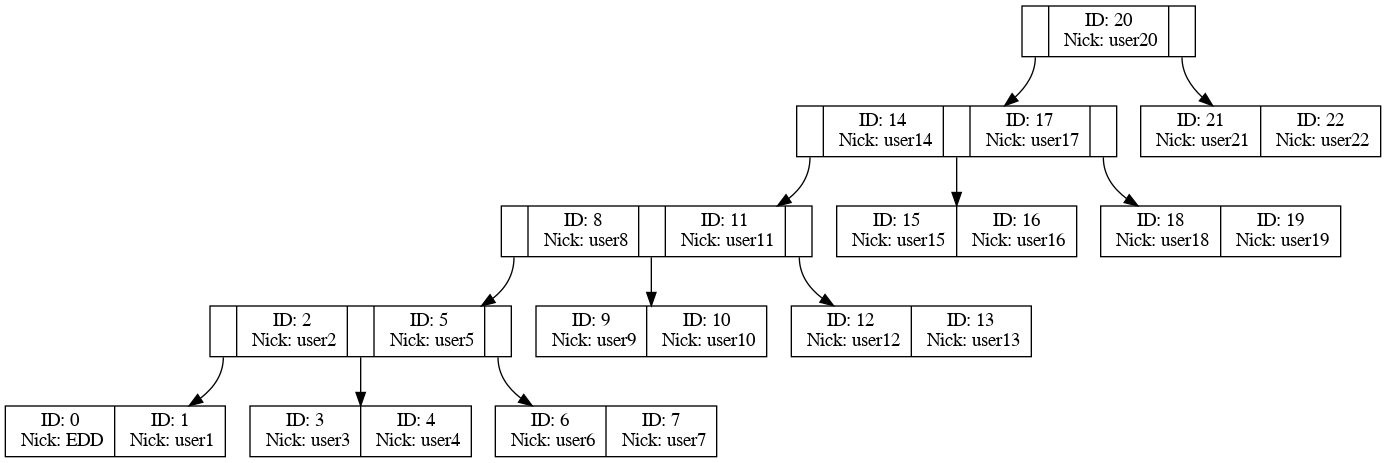 ID: 20
Nick: user20
ID: 14
Nick: user14
ID: 17
Nick: user17
ID: 21
Nick: user21
ID: 22
Nick: user22
ID: 8
Nick: user8
ID: 11
Nick: user11
ID: 15
Nick: user15
ID: 16
Nick: user16
ID: 18
Nick: user18
ID: 19
Nick: user19
ID: 2
Nick: user2
ID: 5
Nick: user5
ID: 9
Nick: user9
ID: 10
Nick: user10
ID: 12
Nick: user12
ID: 13
Nick: user13
ID: 0
Nick: EDD
ID: 1
Nick: user1
ID: 3
Nick: user3
ID: 4
Nick: user4
ID: 6
Nick: user6
ID: 7
Nick: user7